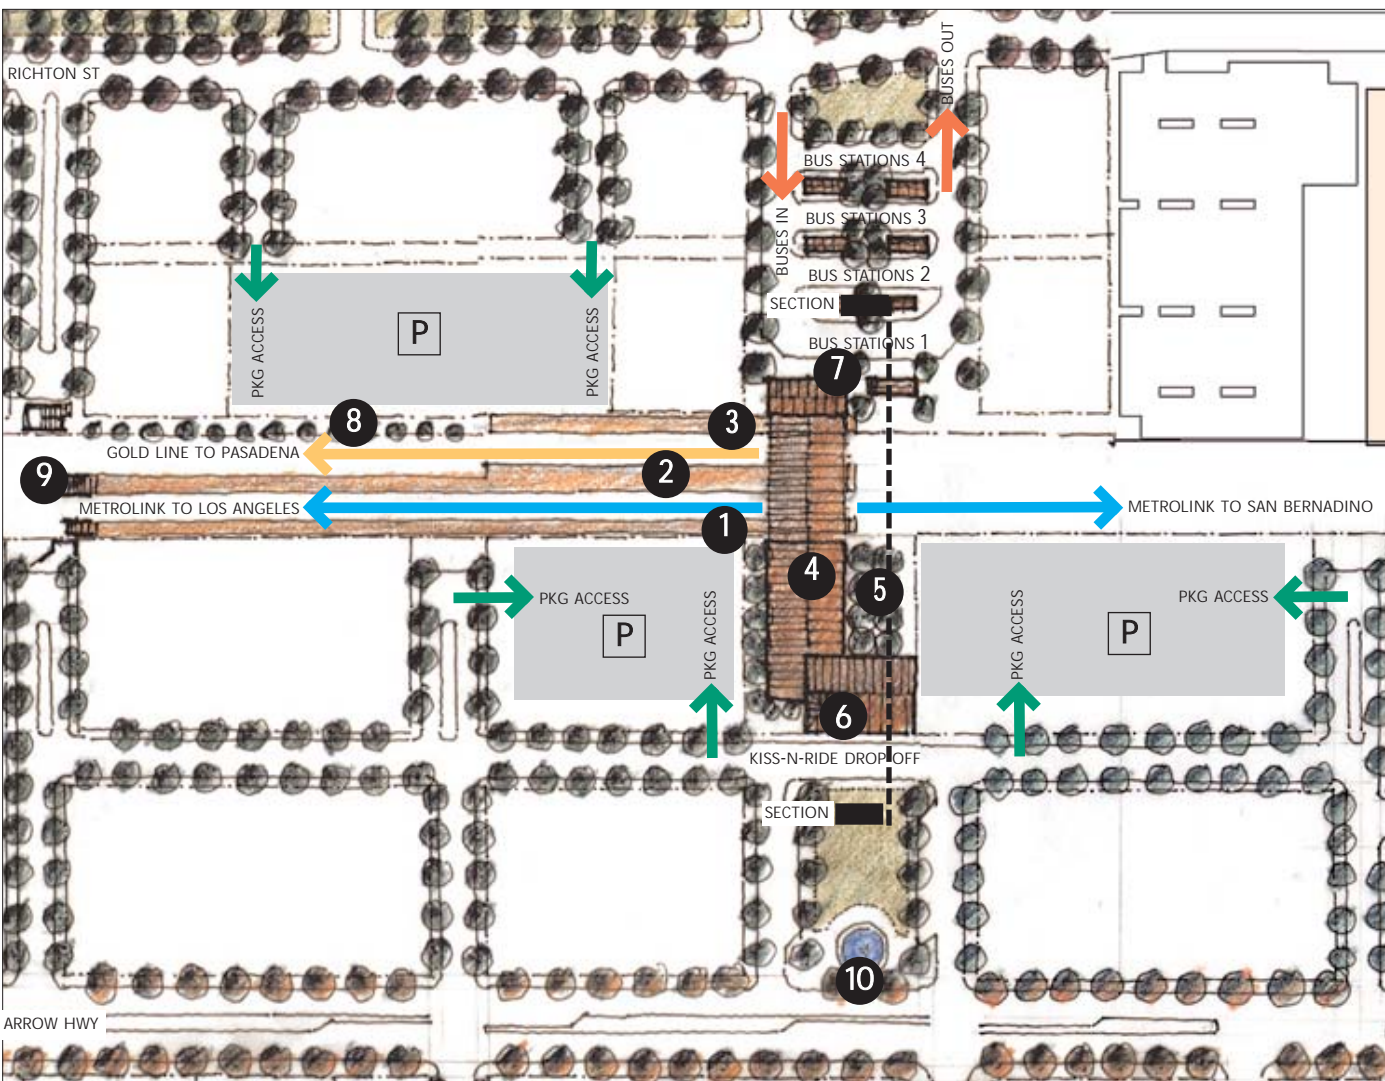 BUSES OUT
RICHTON ST
BUS STATIONS 4
BUSES IN
BUS STATIONS 3
BUS STATIONS 2
SECTION
PKG ACCESS
P
PKG ACCESS
BUS STATIONS 1
7
8
3
GOLD LINE TO PASADENA
9
2
METROLINK TO LOS ANGELES
METROLINK TO SAN BERNADINO
1
4
5
PKG ACCESS
PKG ACCESS
P
PKG ACCESS
PKG ACCESS
P
6
KISS-N-RIDE DROP OFF
SECTION
10
ARROW HWY